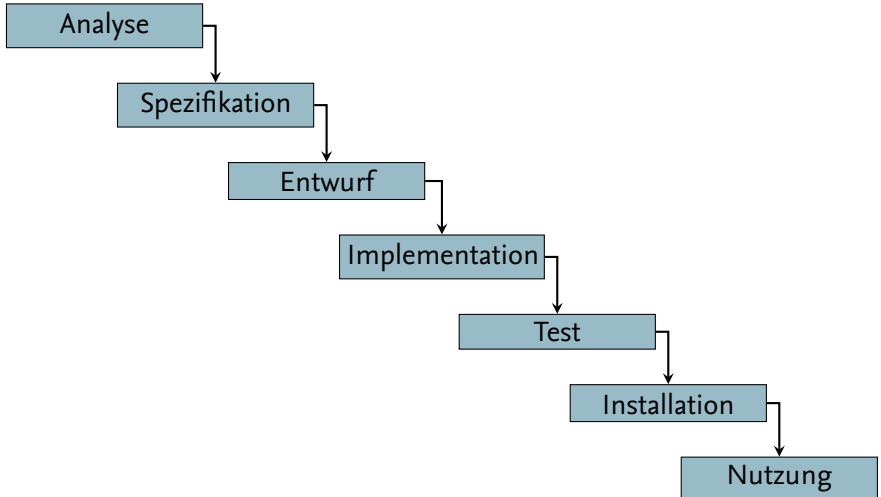 Analyse
Spezifikation
Entwurf
Implementation
Test
Installation
Nutzung